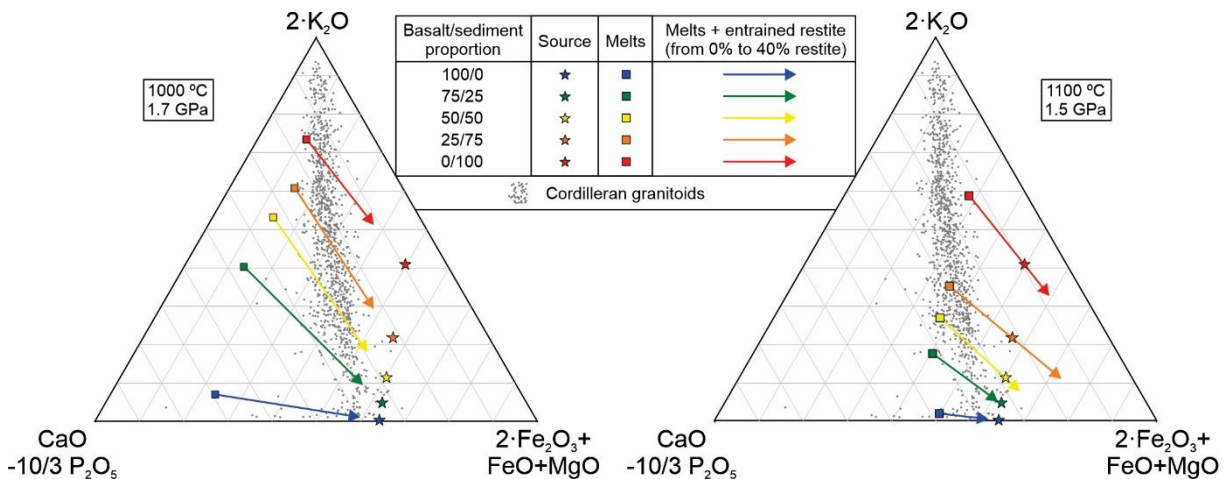 2·K₂O
1000 ºC
1.7 GPa
CaO
-10/3 P₂O₅
2·Fe₂O₃+
FeO+MgO
Basalt/sediment
proportion
Source
Melts
Melts + entrained restite
(from 0% to 40% restite)
100/0
75/25
50/50
25/75
0/100
Cordilleran granitoids
2·K₂O
1100 ºC
1.5 GPa
CaO
-10/3 P₂O₅
2·Fe₂O₃+
FeO+MgO